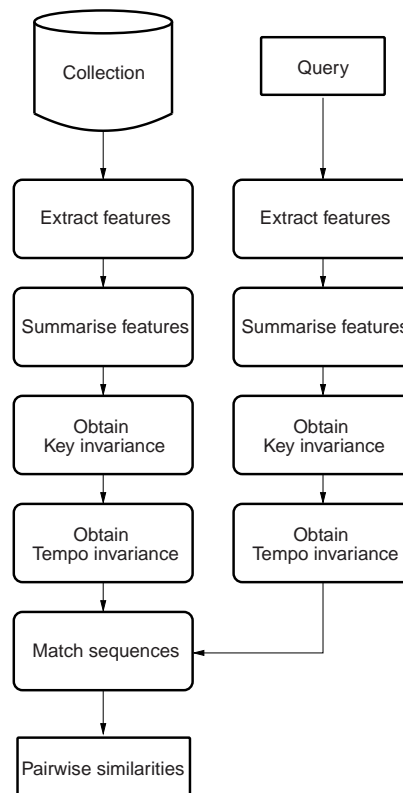 Collection
Query
Extract features
Extract features
Summarise features
Summarise features
Obtain
Key invariance
Obtain
Key invariance
Obtain
Tempo invariance
Obtain
Tempo invariance
Match sequences
Pairwise similarities